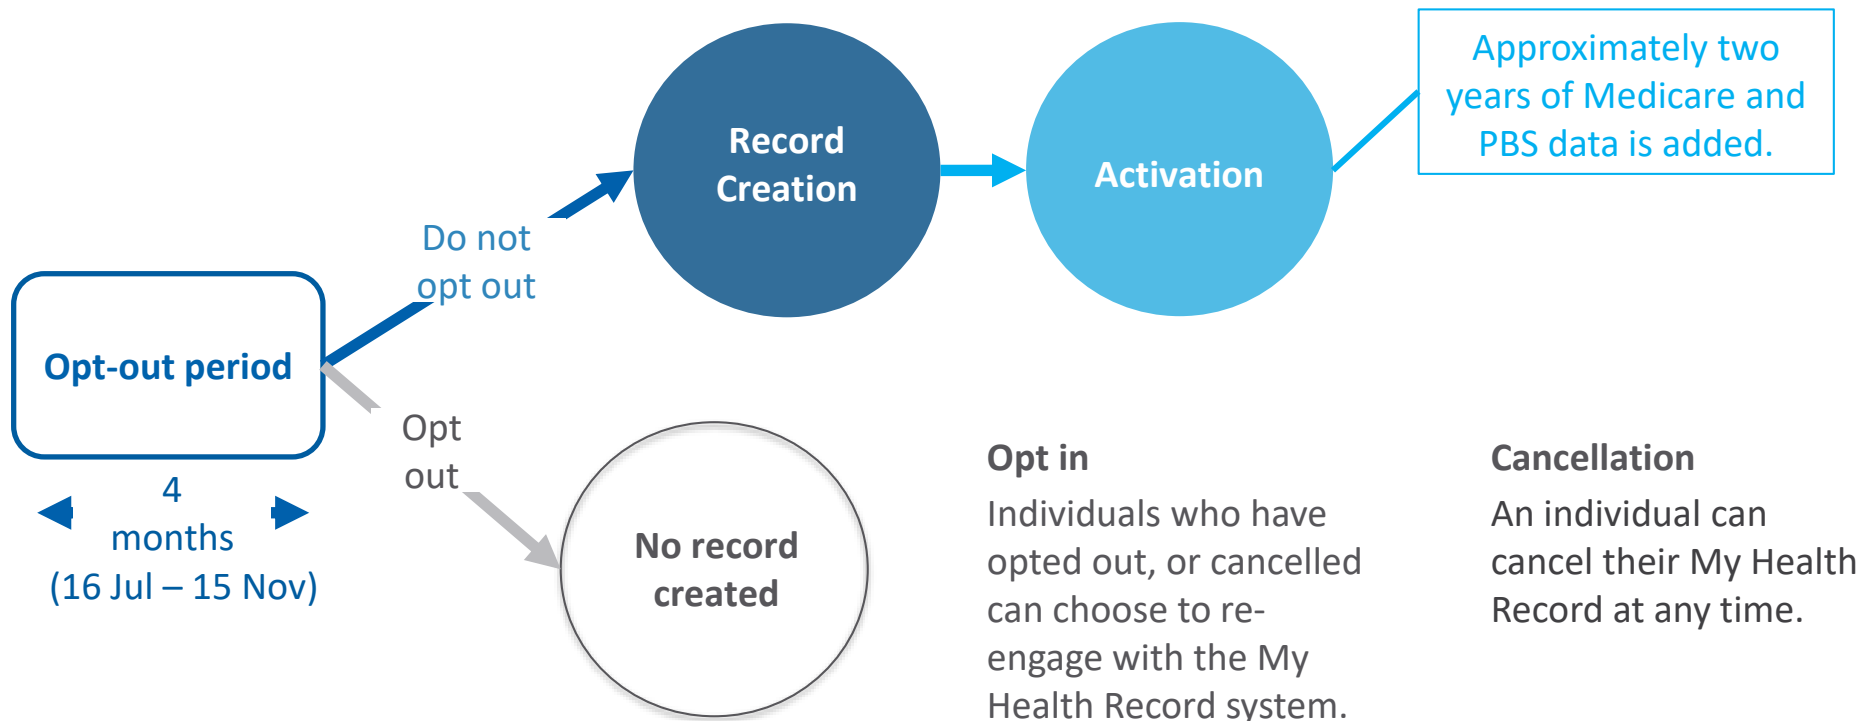 Approximately two
years of Medicare and
PBS data is added.
Record
Creation
Activation
Do not
opt out
Opt-out period
4
months
(16 Jul – 15 Nov)
Opt
out
No record
created
Opt in
Individuals who have
opted out, or cancelled
can choose to re-
engage with the My
Health Record system.
Cancellation
An individual can
cancel their My Health
Record at any time.